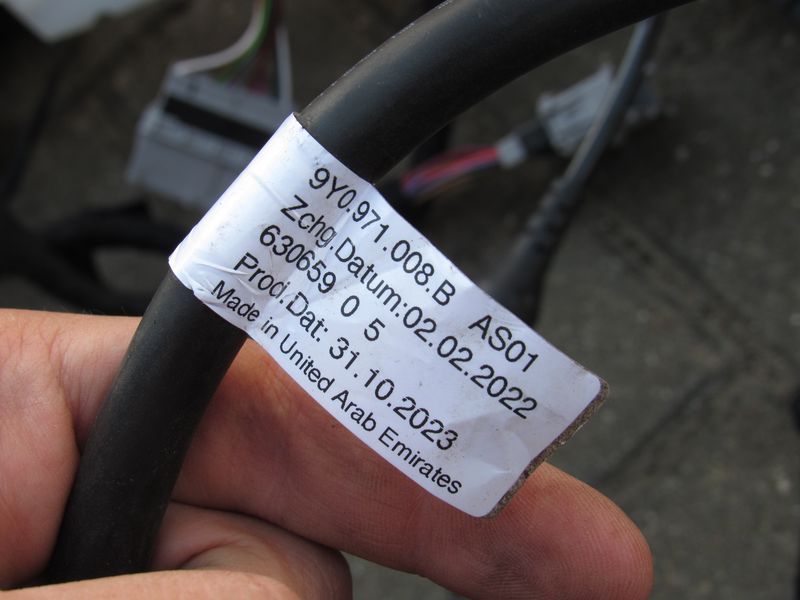 9Y0.971.008.B AS01
Zchg.Datum:02.02.2022
630659 0 5
Prod.Dat: 31.10.2023
Made in United Arab Emirates